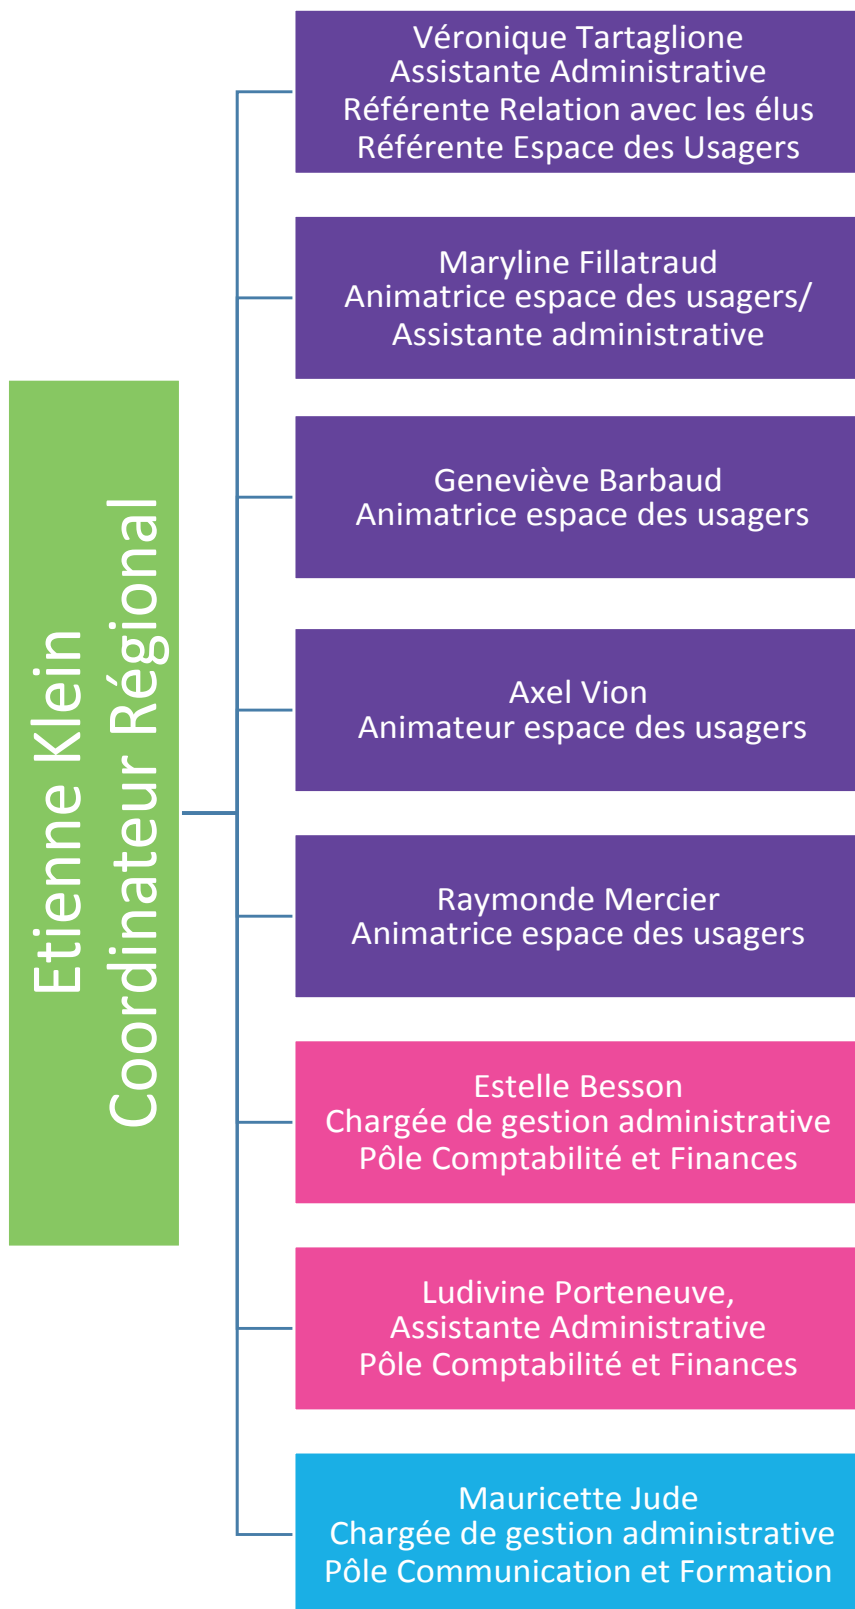 Etienne Klein
Coordinateur Régional
Véronique Tartaglione
Assistante Administrative
Référente Relation avec les élus
Référente Espace des Usagers
Maryline Fillatraud
Animatrice espace des usagers/
Assistante administrative
Geneviève Barbaud
Animatrice espace des usagers
Axel Vion
Animateur espace des usagers
Raymonde Mercier
Animatrice espace des usagers
Estelle Besson
Chargée de gestion administrative
Pôle Comptabilité et Finances
Ludivine Porteneuve,
Assistante Administrative
Pôle Comptabilité et Finances
Mauricette Jude
Chargée de gestion administrative
Pôle Communication et Formation